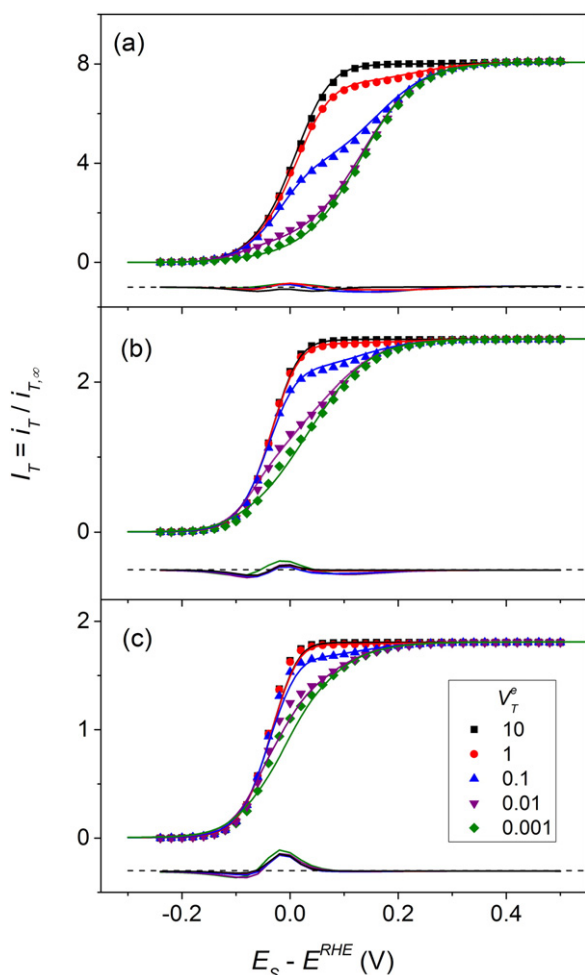 (a)
8
4
0
(b)
2
0
I_T = i_T / i_{T,∞}
(c)
2
1
0
V_T^e
10
1
0.1
0.01
0.001
-0.2 0.0 0.2 0.4
E_S - E^{RHE} (V)